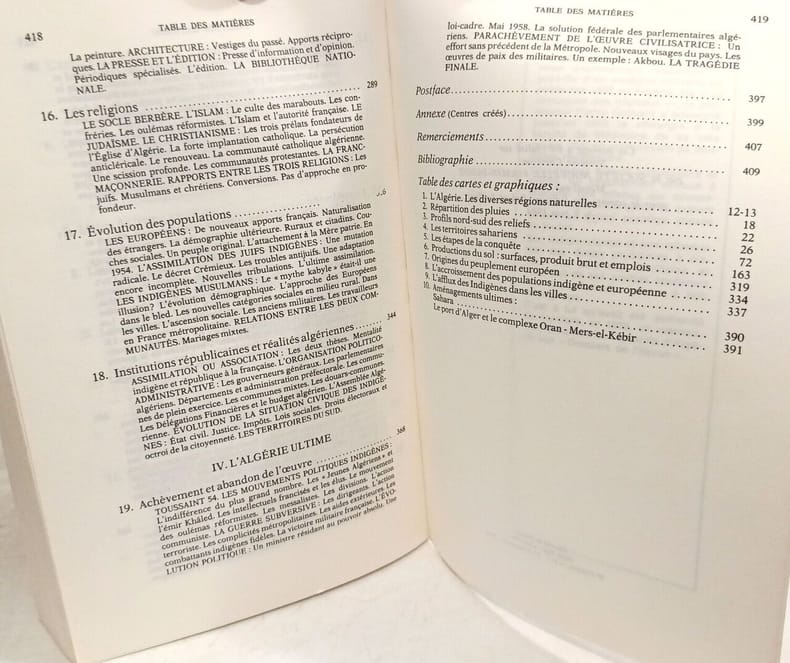 418
TABLE DES MATIÈRES
La peinture. ARCHITECTURE : Vestiges du passé. Apports récipro-
ques. LA PRESSE ET L'ÉDITION : Presse d'information et d'opinion.
Périodiques spécialisés. L'édition. LA BIBLIOTHÈQUE NATIO-
NALE.
16. Les religions 289
LE SOCLE BERBÈRE. L'ISLAM : Le culte des marabouts. Les con-
fréries. Les oulémas réformistes. L'Islam et l'autorité française. LE
JUDAÏSME. LE CHRISTIANISME : Les trois prélats fondateurs de
l'Église d'Algérie. La forte implantation catholique. La persécution
anticléricale. Le renouveau. La communauté catholique algérienne.
Une scission profonde. Les communautés protestantes. LA FRANC-
MAÇONNERIE. RAPPORTS ENTRE LES TROIS RELIGIONS : Les
juifs. Musulmans et chrétiens. Conversions. Pas d'approche en pro-
fondeur.
17. Évolution des populations
LES EUROPÉENS : De nouveaux apports français. Naturalisation
des étrangers. La démographie ultérieure. Ruraux et citadins. Cou-
ches sociales. Un peuple original. L'attachement à la Mère patrie. En
1954. L'ASSIMILATION DES JUIFS INDIGÈNES : Une mutation
radicale. Le décret Crémieux. Les troubles antijuifs. Une adaptation
encore incomplète. Nouvelles tribulations. L'ultime assimilation.
LES INDIGÈNES MUSULMANS : Le « mythe kabyle » était-il une
illusion? L'évolution démographique. L'approche des Européens
dans le bled. Les nouvelles catégories sociales en milieu rural. Dans
les villes. L'ascension sociale. Les anciens militaires. Les travailleurs
en France métropolitaine. RELATIONS ENTRE LES DEUX COM-
MUNAUTÉS. Mariages mixtes.
18. Institutions républicaines et réalités algériennes 344
ASSIMILATION OU ASSOCIATION : Les deux thèses. Mentalité
indigène et république à la française. L'ORGANISATION POLITICO-
ADMINISTRATIVE : Les gouverneurs généraux. Les parlementaires
algériens. Départements et administration préfectorale. Les commu-
nes de plein exercice. Les communes mixtes. Les douars-communes.
Les Délégations Financières et le budget algérien. L'Assemblée Algé-
rienne. ÉVOLUTION DE LA SITUATION CIVIQUE DES INDIGÈ-
NES : État civil. Justice. Impôts. Lois sociales. Droits électoraux et
octroi de la citoyenneté. LES TERRITOIRES DU SUD.
IV. L'ALGÉRIE ULTIME
19. Achèvement et abandon de l'œuvre 368
TOUSSAINT 54. LES MOUVEMENTS POLITIQUES INDIGÈNES :
L'indifférence du plus grand nombre. Les « Jeunes Algériens » et
l'émir Khâled. Les intellectuels francisés et les élus. Le mouvement
des oulémas réformistes. Les messalistes. Les divisions. L'action
communiste. LA GUERRE SUBVERSIVE : Les dirigeants. L'action
terroriste. Les complicités métropolitaines. Les aides extérieures. Les
combattants indigènes fidèles. La victoire militaire française. L'ÉVO-
LUTION POLITIQUE : Un ministre résidant au pouvoir absolu. Une
TABLE DES MATIÈRES
419
loi-cadre. Mai 1958. La solution fédérale des parlementaires algé-
riens. PARACHÈVEMENT DE L'ŒUVRE CIVILISATRICE : Un
effort sans précédent de la Métropole. Nouveaux visages du pays. Les
œuvres de paix des militaires. Un exemple : Akbou. LA TRAGÉDIE
FINALE.
Postface 397
Annexe (Centres créés) 399
Remerciements 407
Bibliographie 409
Table des cartes et graphiques :
1. L'Algérie. Les diverses régions naturelles 12-13
2. Répartition des pluies 18
3. Profils nord-sud des reliefs 22
4. Les territoires sahariens 26
5. Les étapes de la conquête 72
6. Productions du sol : surfaces, produit brut et emplois 163
7. Origines du peuplement européen 319
8. L'accroissement des populations indigène et européenne 334
9. L'afflux des Indigènes dans les villes 337
10. Aménagements ultimes :
Sahara 390
Le port d'Alger et le complexe Oran - Mers-el-Kébir 391